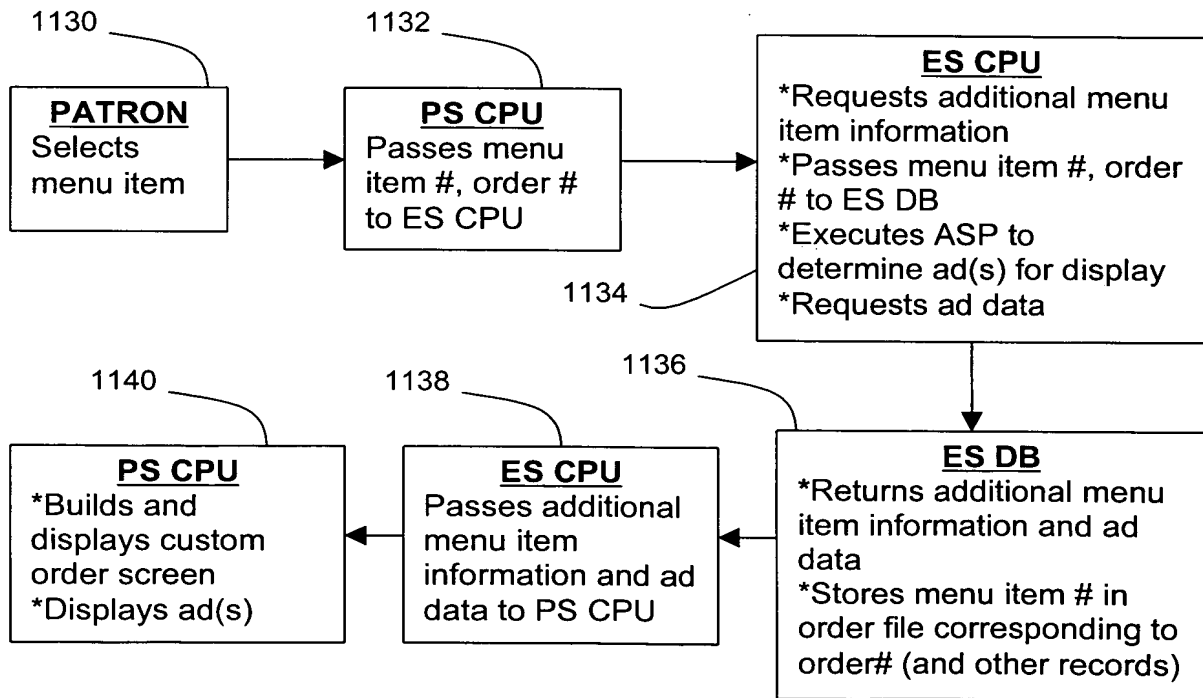 1130
PATRON
Selects
menu item
1132
PS CPU
Passes menu
item #, order #
to ES CPU
ES CPU
*Requests additional menu
item information
*Passes menu item #, order
# to ES DB
*Executes ASP to
determine ad(s) for display
*Requests ad data
1134
1136
ES DB
*Returns additional menu
item information and ad
data
*Stores menu item # in
order file corresponding to
order# (and other records)
1138
ES CPU
Passes additional
menu item
information and ad
data to PS CPU
1140
PS CPU
*Builds and
displays custom
order screen
*Displays ad(s)